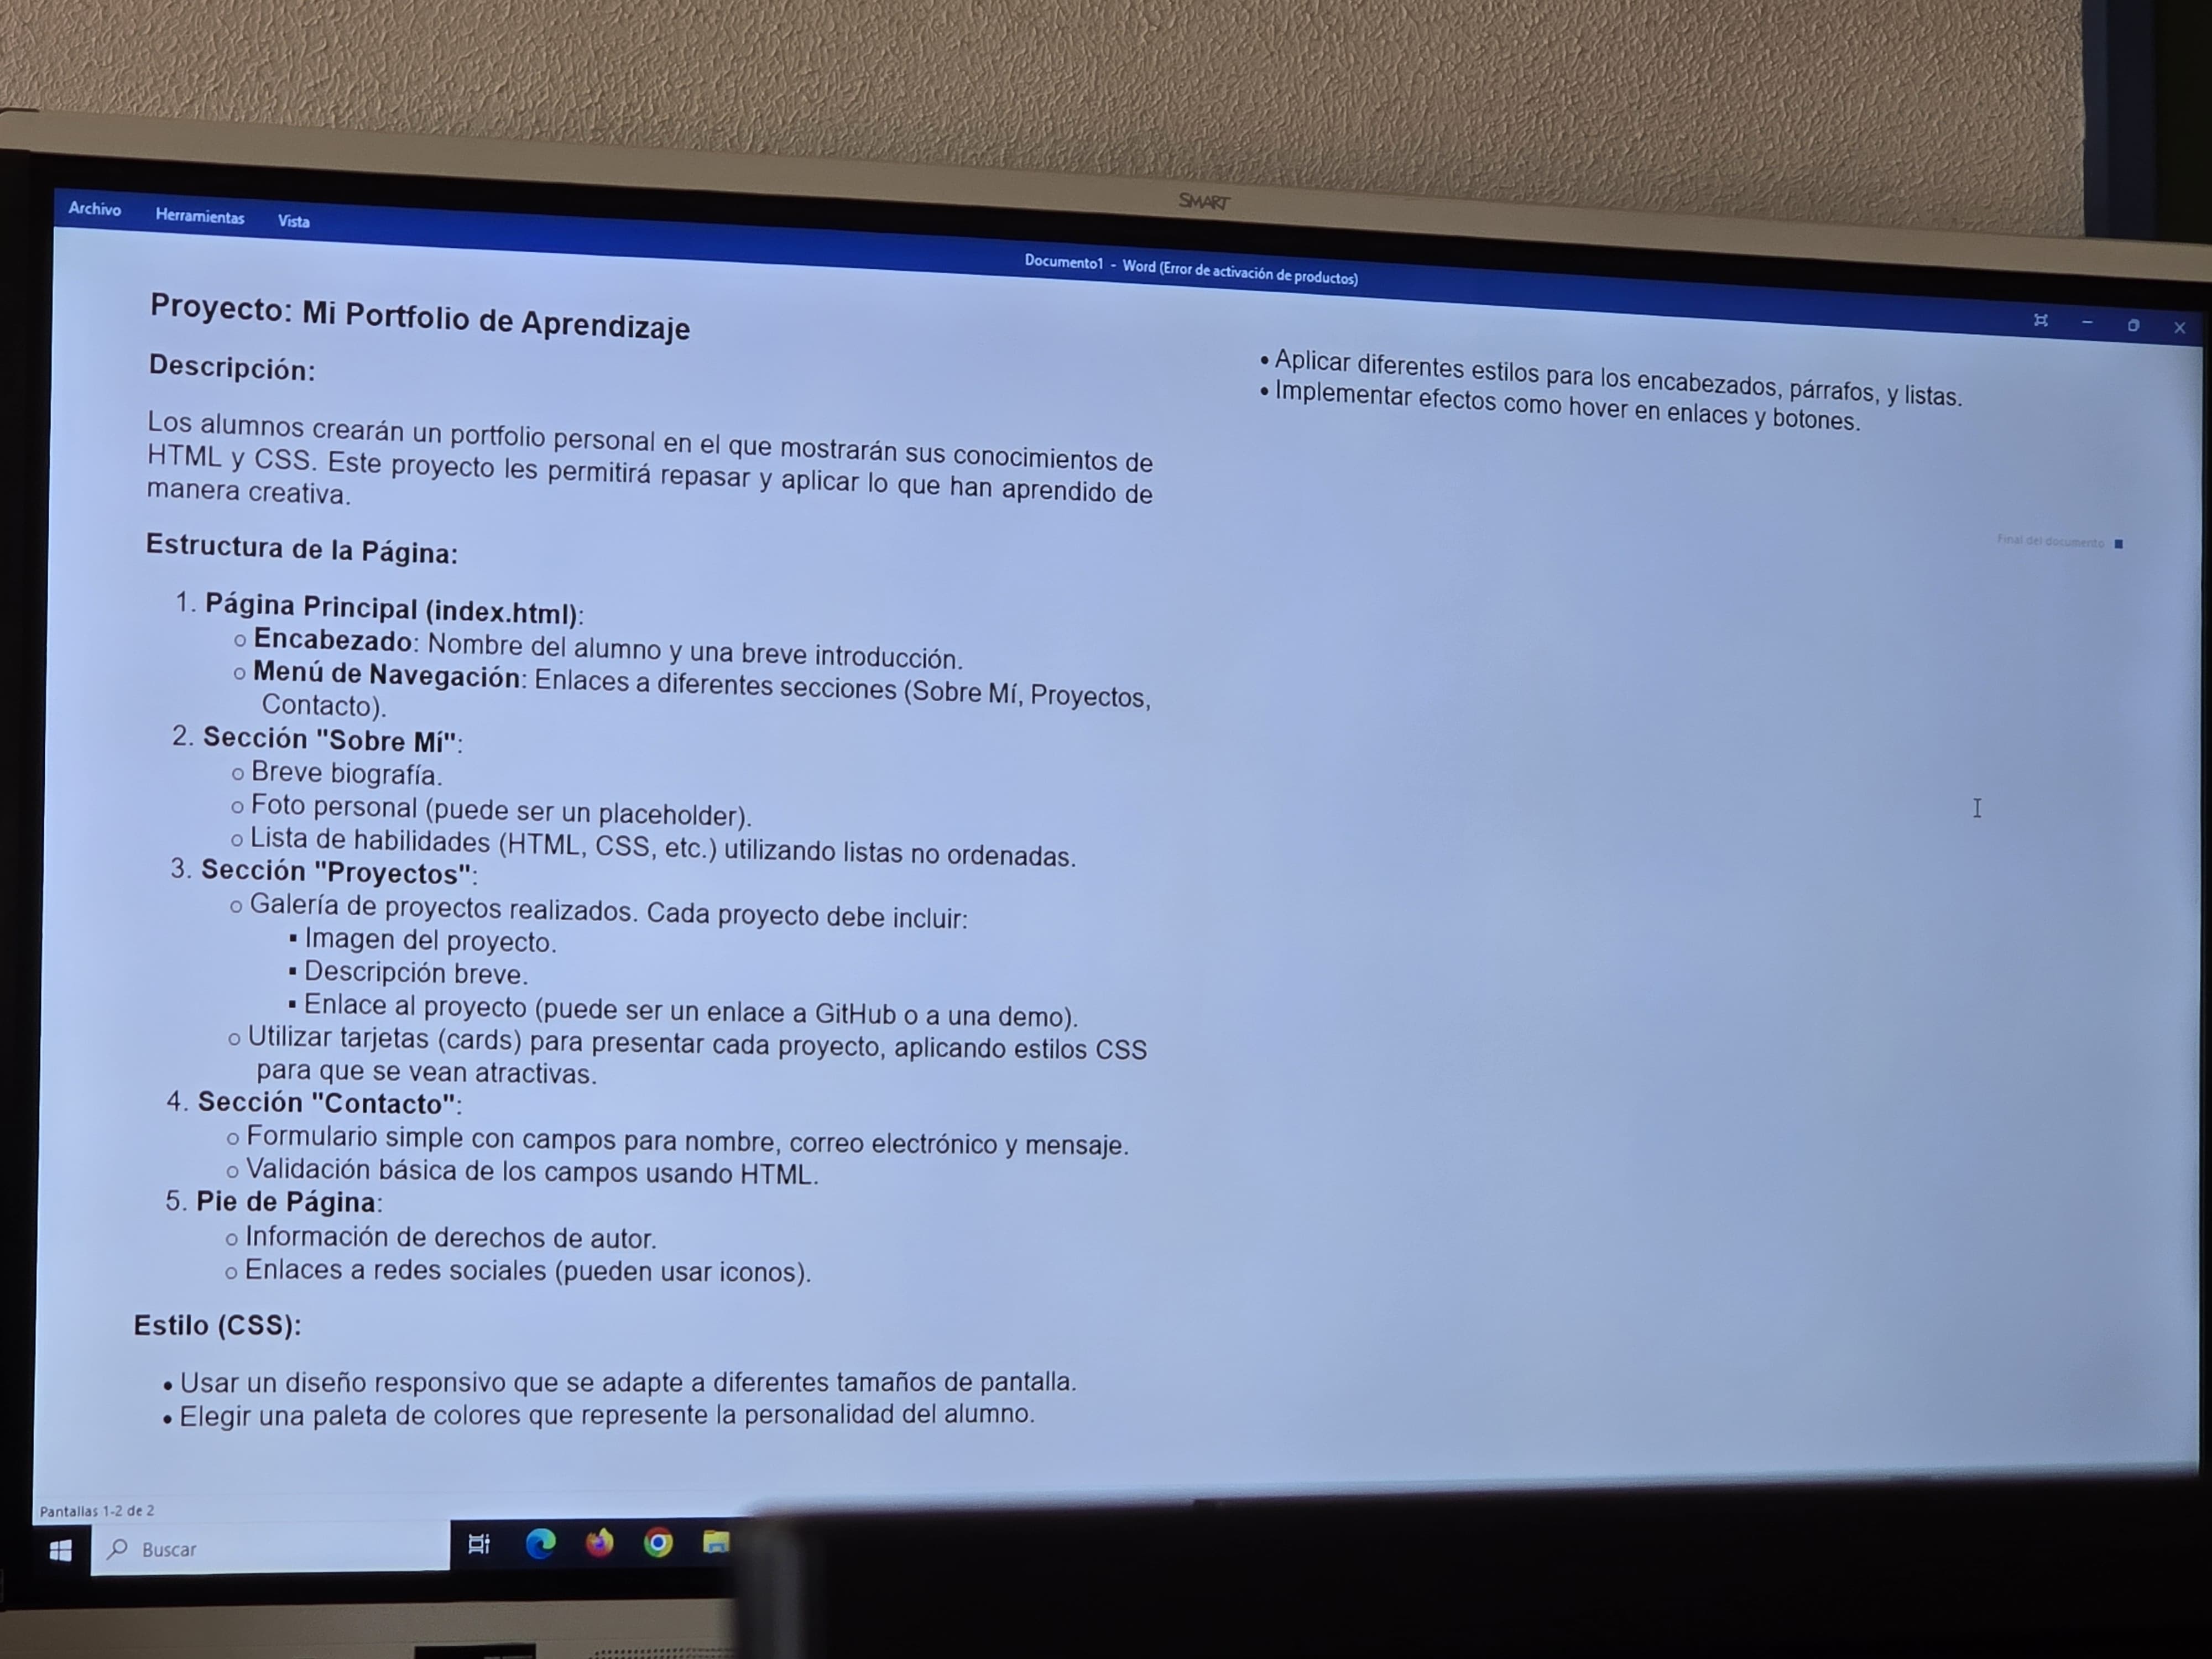 SMART
Archivo Herramientas Vista
Documento1 - Word (Error de activación de productos)
Proyecto: Mi Portfolio de Aprendizaje
Descripción:
Los alumnos crearán un portfolio personal en el que mostrarán sus conocimientos de
HTML y CSS. Este proyecto les permitirá repasar y aplicar lo que han aprendido de
manera creativa.
Estructura de la Página:
1. Página Principal (index.html):
○ Encabezado: Nombre del alumno y una breve introducción.
○ Menú de Navegación: Enlaces a diferentes secciones (Sobre Mí, Proyectos,
Contacto).
2. Sección "Sobre Mí":
○ Breve biografía.
○ Foto personal (puede ser un placeholder).
○ Lista de habilidades (HTML, CSS, etc.) utilizando listas no ordenadas.
3. Sección "Proyectos":
○ Galería de proyectos realizados. Cada proyecto debe incluir:
▪ Imagen del proyecto.
▪ Descripción breve.
▪ Enlace al proyecto (puede ser un enlace a GitHub o a una demo).
○ Utilizar tarjetas (cards) para presentar cada proyecto, aplicando estilos CSS
para que se vean atractivas.
4. Sección "Contacto":
○ Formulario simple con campos para nombre, correo electrónico y mensaje.
○ Validación básica de los campos usando HTML.
5. Pie de Página:
○ Información de derechos de autor.
○ Enlaces a redes sociales (pueden usar iconos).
Estilo (CSS):
• Usar un diseño responsivo que se adapte a diferentes tamaños de pantalla.
• Elegir una paleta de colores que represente la personalidad del alumno.
• Aplicar diferentes estilos para los encabezados, párrafos, y listas.
• Implementar efectos como hover en enlaces y botones.
Final del documento ■
Pantallas 1-2 de 2
Buscar